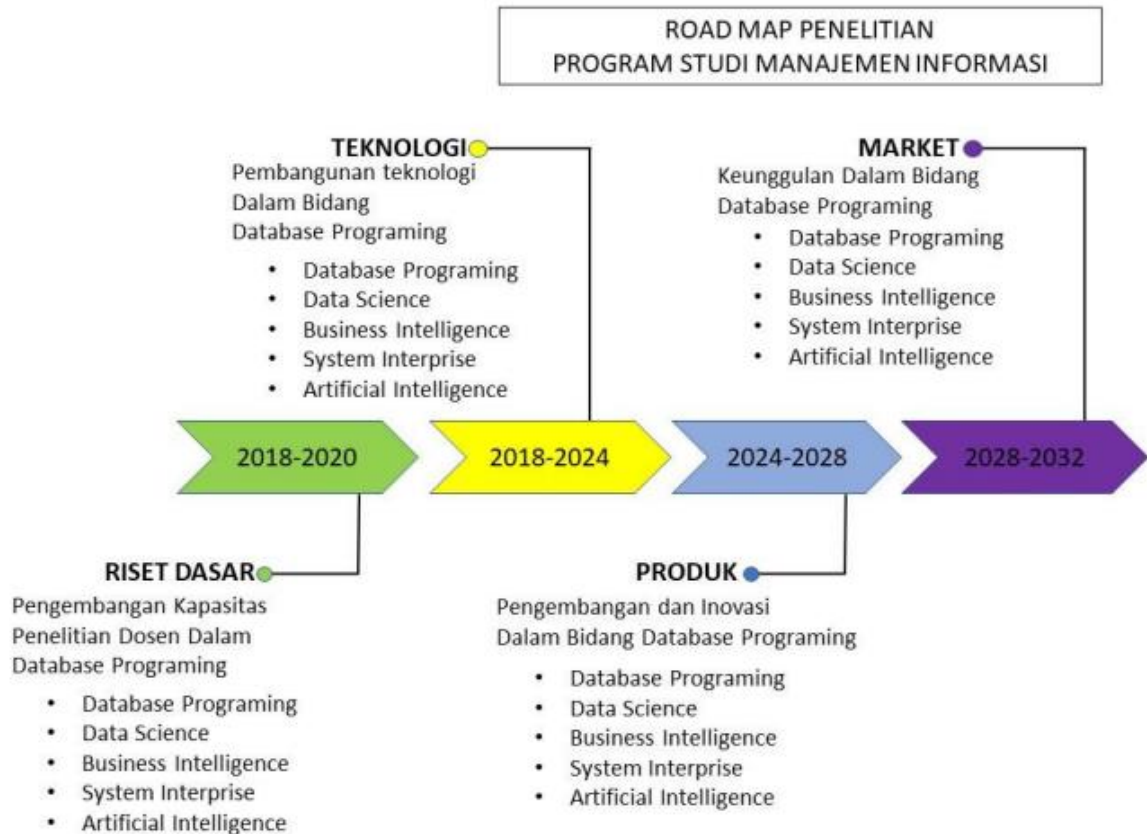 ROAD MAP PENELITIAN
PROGRAM STUDI MANAJEMEN INFORMASI
TEKNOLOGI
Pembangunan teknologi
Dalam Bidang
Database Programing
• Database Programing
• Data Science
• Business Intelligence
• System Interprise
• Artificial Intelligence
MARKET
Keunggulan Dalam Bidang
Database Programing
• Database Programing
• Data Science
• Business Intelligence
• System Interprise
• Artificial Intelligence
2018-2020
2018-2024
2024-2028
2028-2032
RISET DASAR
Pengembangan Kapasitas
Penelitian Dosen Dalam
Database Programing
• Database Programing
• Data Science
• Business Intelligence
• System Interprise
• Artificial Intelligence
PRODUK
Pengembangan dan Inovasi
Dalam Bidang Database Programing
• Database Programing
• Data Science
• Business Intelligence
• System Interprise
• Artificial Intelligence